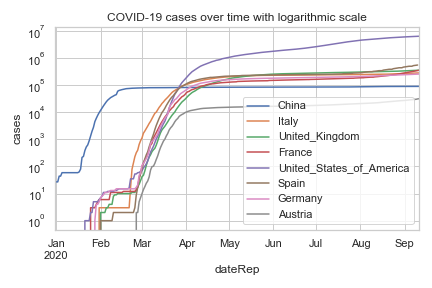 COVID-19 cases over time with logarithmic scale
cases
10^7
10^6
10^5
10^4
10^3
10^2
10^1
10^0
China
Italy
United_Kingdom
France
United_States_of_America
Spain
Germany
Austria
Jan Feb Mar Apr May Jun Jul Aug Sep
2020
dateRep